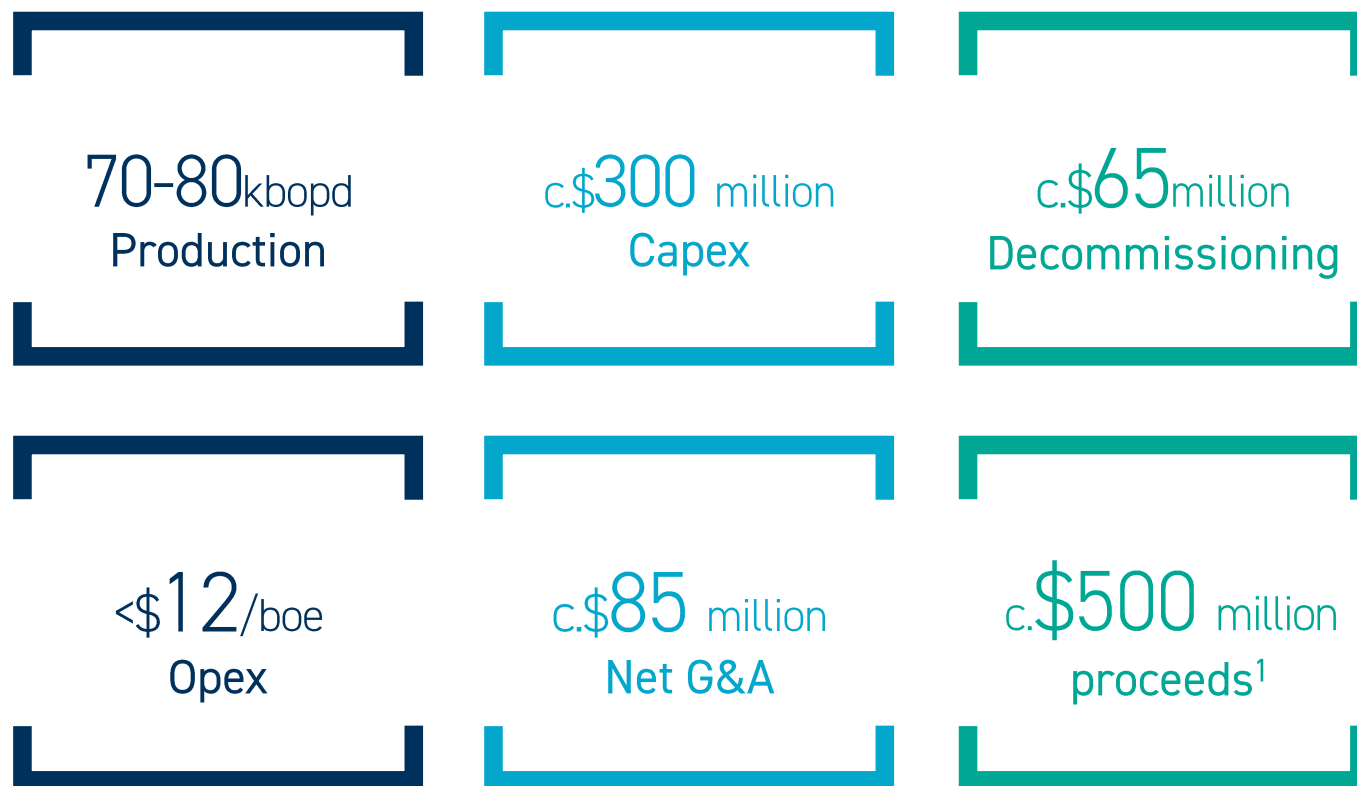 70-80kbopd
Production
c.$300 million
Capex
c.$65million
Decommissioning
<$12/boe
Opex
c.$85 million
Net G&A
c.$500 million
proceeds¹